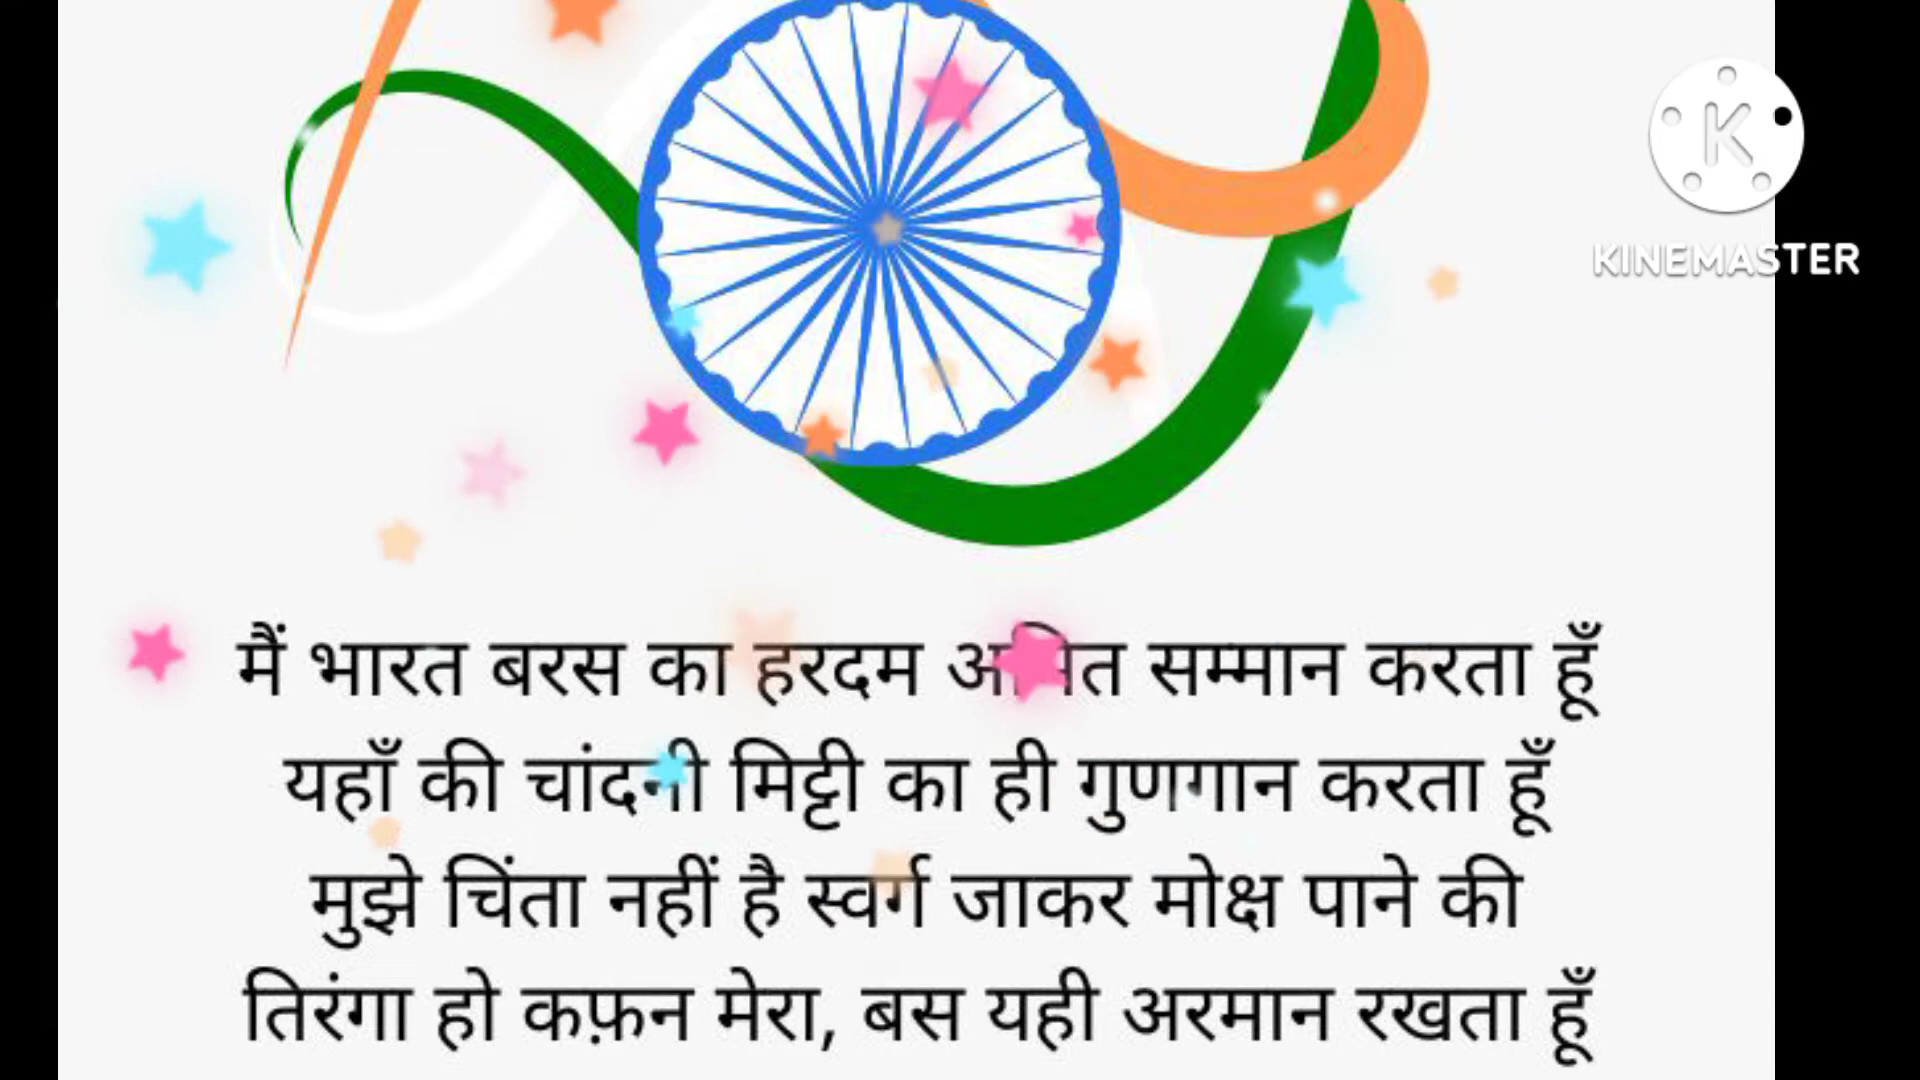 KINEMASTER
मैं भारत बरस का हरदम सम्मान करता हूँ
यहाँ की चांदनी मिट्टी का ही गुणगान करता हूँ
मुझे चिंता नहीं है स्वर्ग जाकर मोक्ष पाने की
तिरंगा हो कफ़न मेरा, बस यही अरमान रखता हूँ